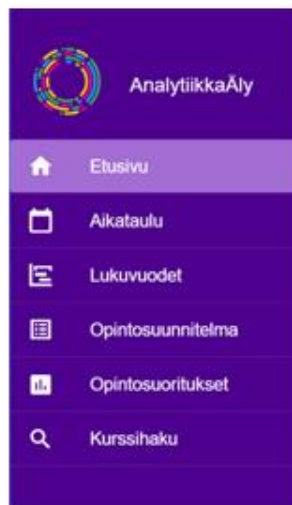 AnalytiikkaÄly
Etusivu
Aikataulu
Lukuvuodet
Opintosuunnitelma
Opintosuoritukset
Kurssihaku